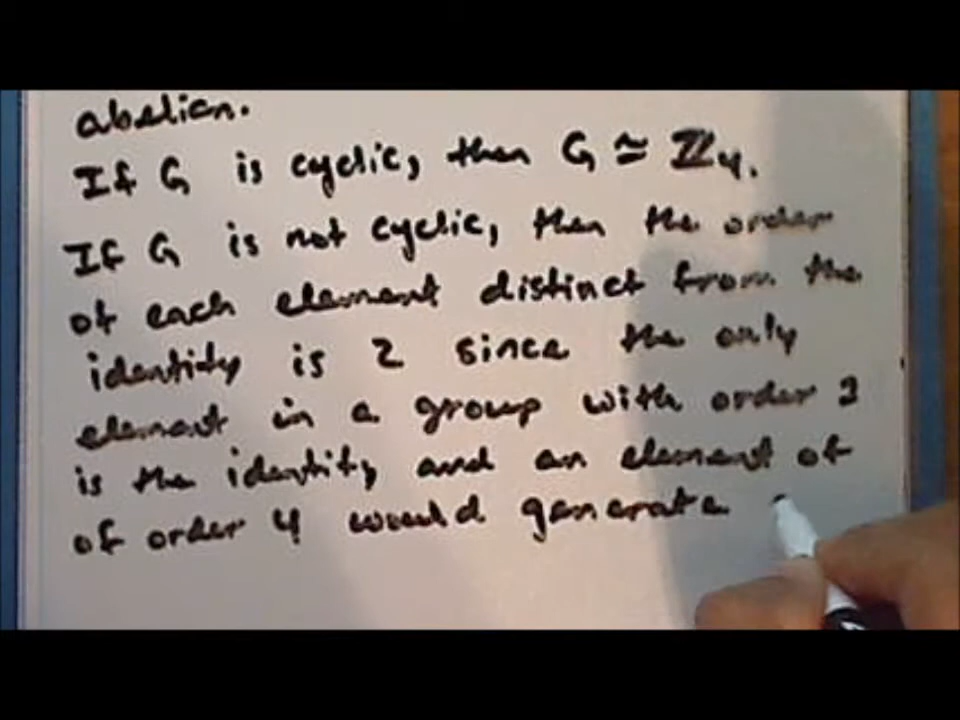 abelian.
If G is cyclic, then G ≃ ℤ₄.
If G is not cyclic, then the order
of each element distinct from the
identity is 2 since the only
element in a group with order 1
is the identity and an element of
of order 4 would generate